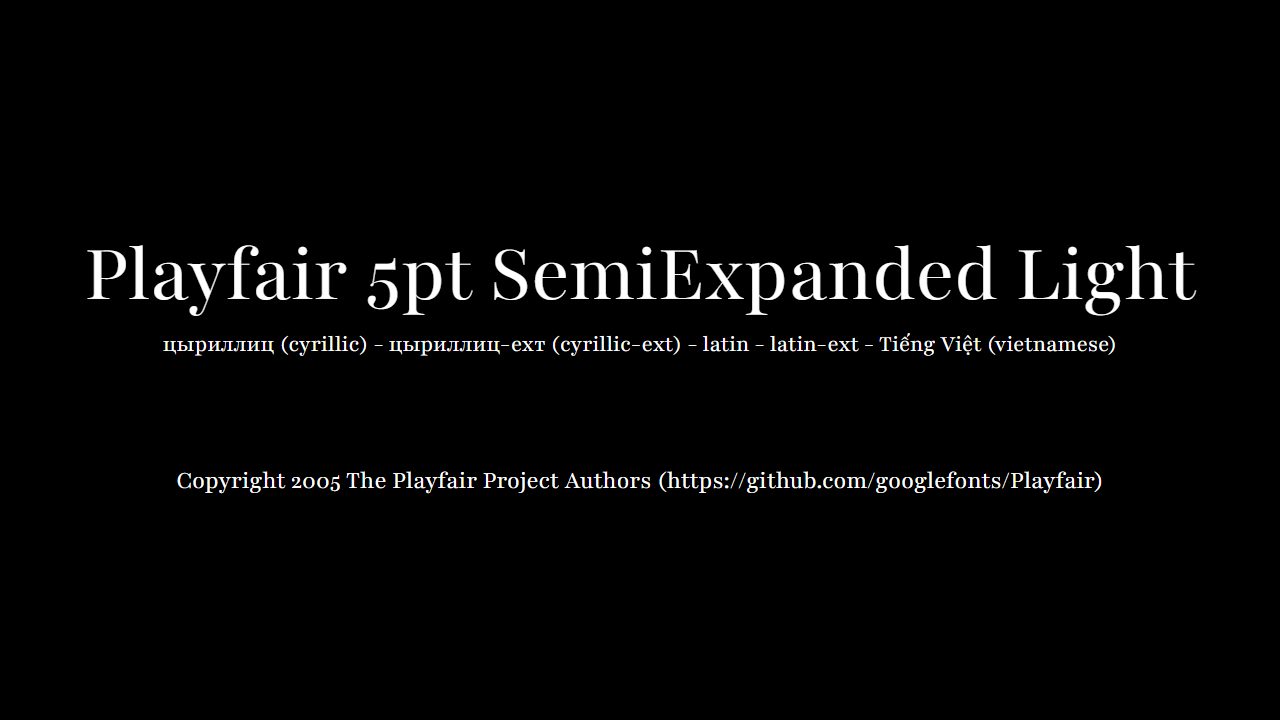 Playfair 5pt SemiExpanded Light
цыриллиц (cyrillic) - цыриллиц-ехт (cyrillic-ext) - latin - latin-ext - Tiếng Việt (vietnamese)
Copyright 2005 The Playfair Project Authors (https://github.com/googlefonts/Playfair)